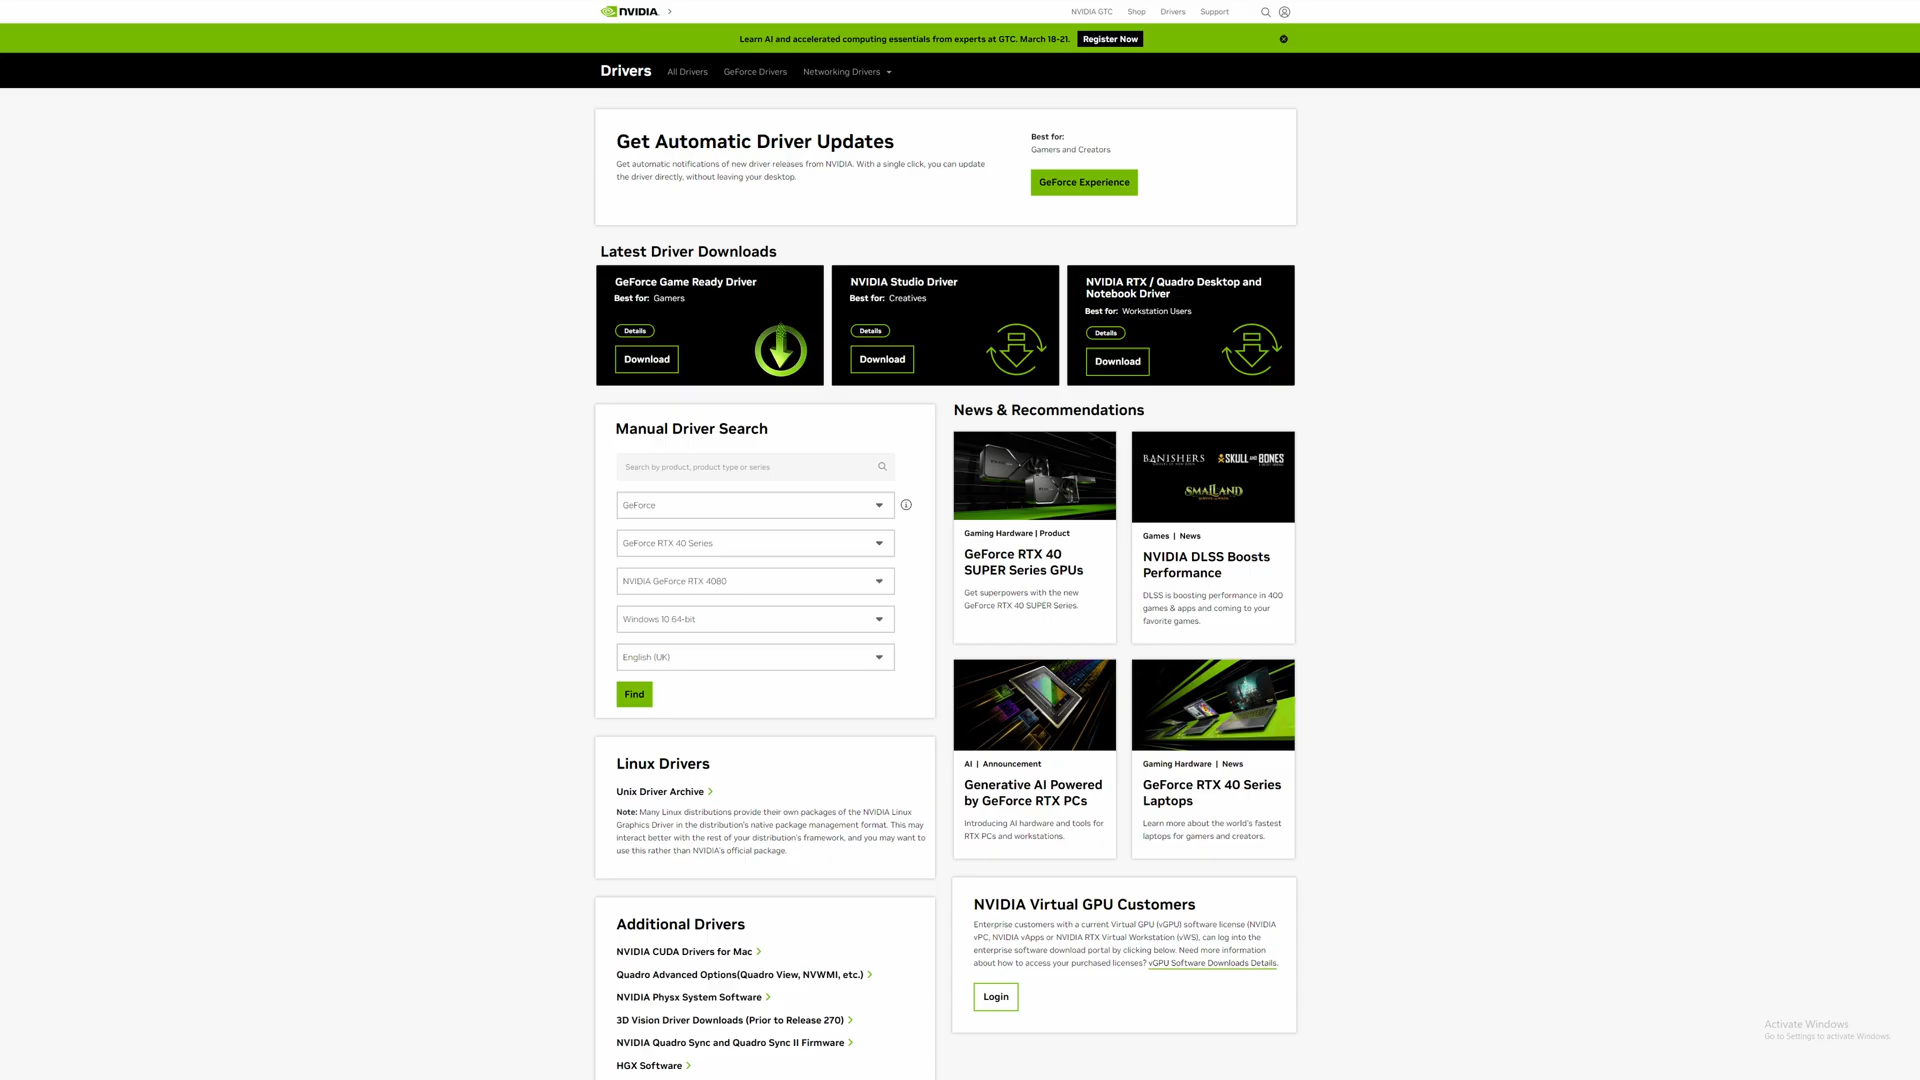 NVIDIA
NVIDIA GTC
Shop
Drivers
Support
Learn AI and accelerated computing essentials from experts at GTC. March 18-21.
Register Now
Drivers
All Drivers
GeForce Drivers
Networking Drivers
Get Automatic Driver Updates
Get automatic notifications of new driver releases from NVIDIA. With a single click, you can update
the driver directly, without leaving your desktop.
Best for:
Gamers and Creators
GeForce Experience
Latest Driver Downloads
GeForce Game Ready Driver
Best for: Gamers
Details
Download
NVIDIA Studio Driver
Best for: Creatives
Details
Download
NVIDIA RTX / Quadro Desktop and
Notebook Driver
Best for: Workstation Users
Details
Download
Manual Driver Search
Search by product, product type or series
GeForce
GeForce RTX 40 Series
NVIDIA GeForce RTX 4080
Windows 10 64-bit
English (UK)
Find
Linux Drivers
Unix Driver Archive
Note: Many Linux distributions provide their own packages of the NVIDIA Linux
Graphics Driver in the distribution's native package management format. This may
interact better with the rest of your distribution's framework, and you may want to
use this rather than NVIDIA's official package.
Additional Drivers
NVIDIA CUDA Drivers for Mac
Quadro Advanced Options(Quadro View, NVWMI, etc.)
NVIDIA Physx System Software
3D Vision Driver Downloads (Prior to Release 270)
NVIDIA Quadro Sync and Quadro Sync II Firmware
HGX Software
News & Recommendations
Gaming Hardware | Product
GeForce RTX 40
SUPER Series GPUs
Get superpowers with the new
GeForce RTX 40 SUPER Series.
BANISHERS
SKULL AND BONES
SMALLAND
Games | News
NVIDIA DLSS Boosts
Performance
DLSS is boosting performance in 400
games & apps and coming to your
favorite games.
AI | Announcement
Generative AI Powered
by GeForce RTX PCs
Introducing AI hardware and tools for
RTX PCs and workstations.
Gaming Hardware | News
GeForce RTX 40 Series
Laptops
Learn more about the world's fastest
laptops for gamers and creators.
NVIDIA Virtual GPU Customers
Enterprise customers with a current Virtual GPU (vGPU) software license (NVIDIA
vPC, NVIDIA vApps or NVIDIA RTX Virtual Workstation (vWS), can log into the
enterprise software download portal by clicking below. Need more information
about how to access your purchased licenses? vGPU Software Downloads Details.
Login
Activate Windows
Go to Settings to activate Windows.